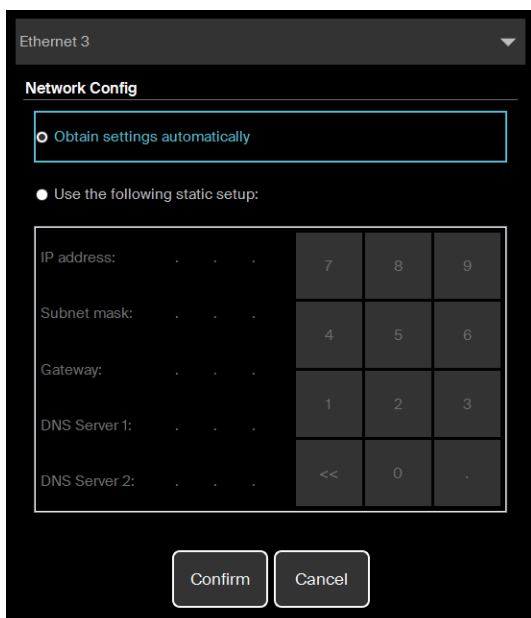 Ethernet 3
Network Config
Obtain settings automatically
Use the following static setup:
IP address: . . .
7 8 9
Subnet mask: . . .
4 5 6
Gateway: . . .
1 2 3
DNS Server 1: . . .
DNS Server 2: . . .
<< 0 .
Confirm Cancel